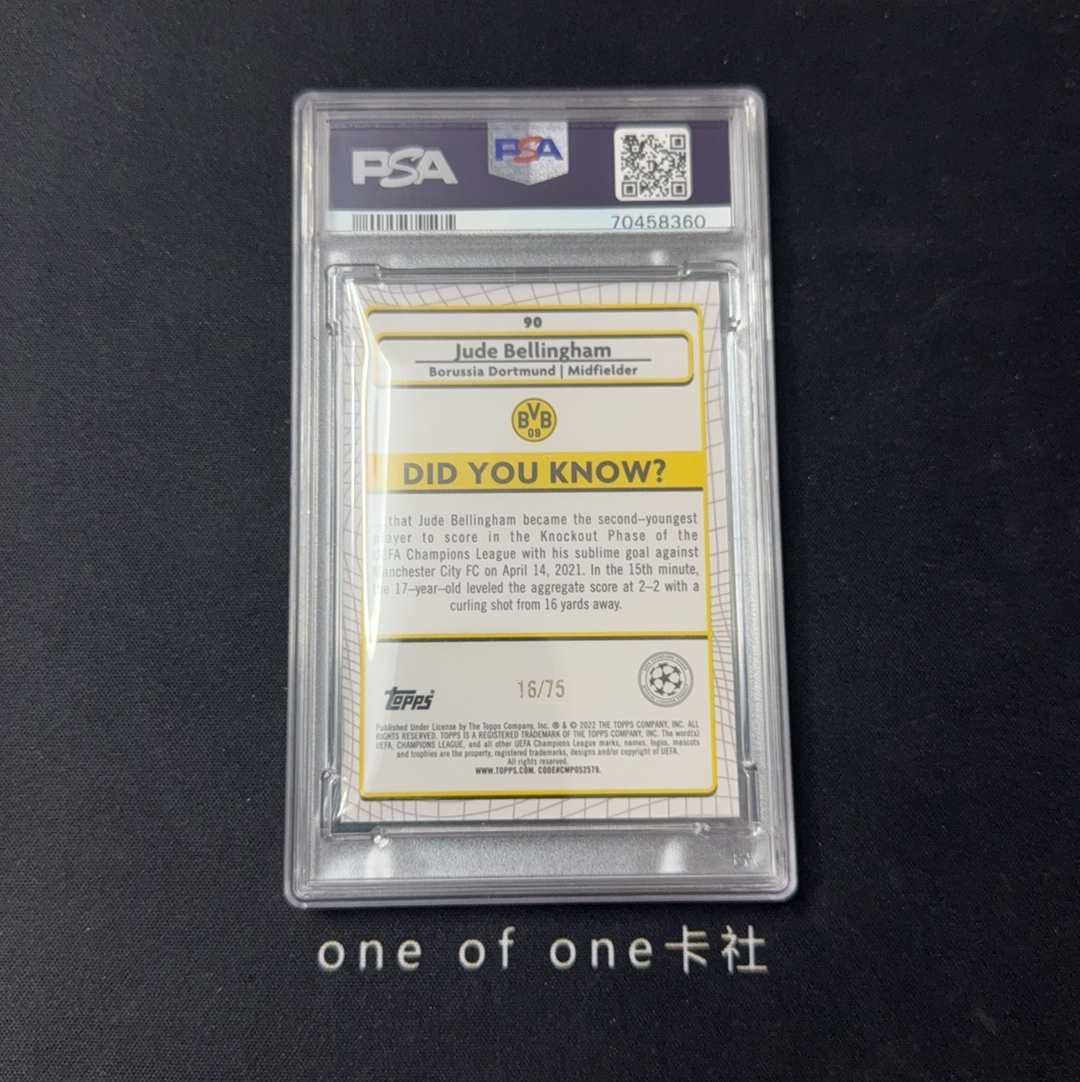 PSA PSA
70458360
90
Jude Bellingham
Borussia Dortmund | Midfielder
BVB
09
DID YOU KNOW?
that Jude Bellingham became the second–youngest
player to score in the Knockout Phase of the
UEFA Champions League with his sublime goal against
Manchester City FC on April 14, 2021. In the 15th minute,
the 17–year–old leveled the aggregate score at 2–2 with a
curling shot from 16 yards away.
topps® 16/75
Published Under License by The Topps Company, Inc. ® & © 2022 THE TOPPS COMPANY, INC. ALL
RIGHTS RESERVED. TOPPS IS A REGISTERED TRADEMARK OF THE TOPPS COMPANY, INC. The word(s)
UEFA, CHAMPIONS LEAGUE, and all other UEFA Champions League marks, names, logos, mascots
and trophies are the property, registered trademarks, designs and/or copyright of UEFA.
All rights reserved.
WWW.TOPPS.COM. CODE#CMP052578.
one of one卡社